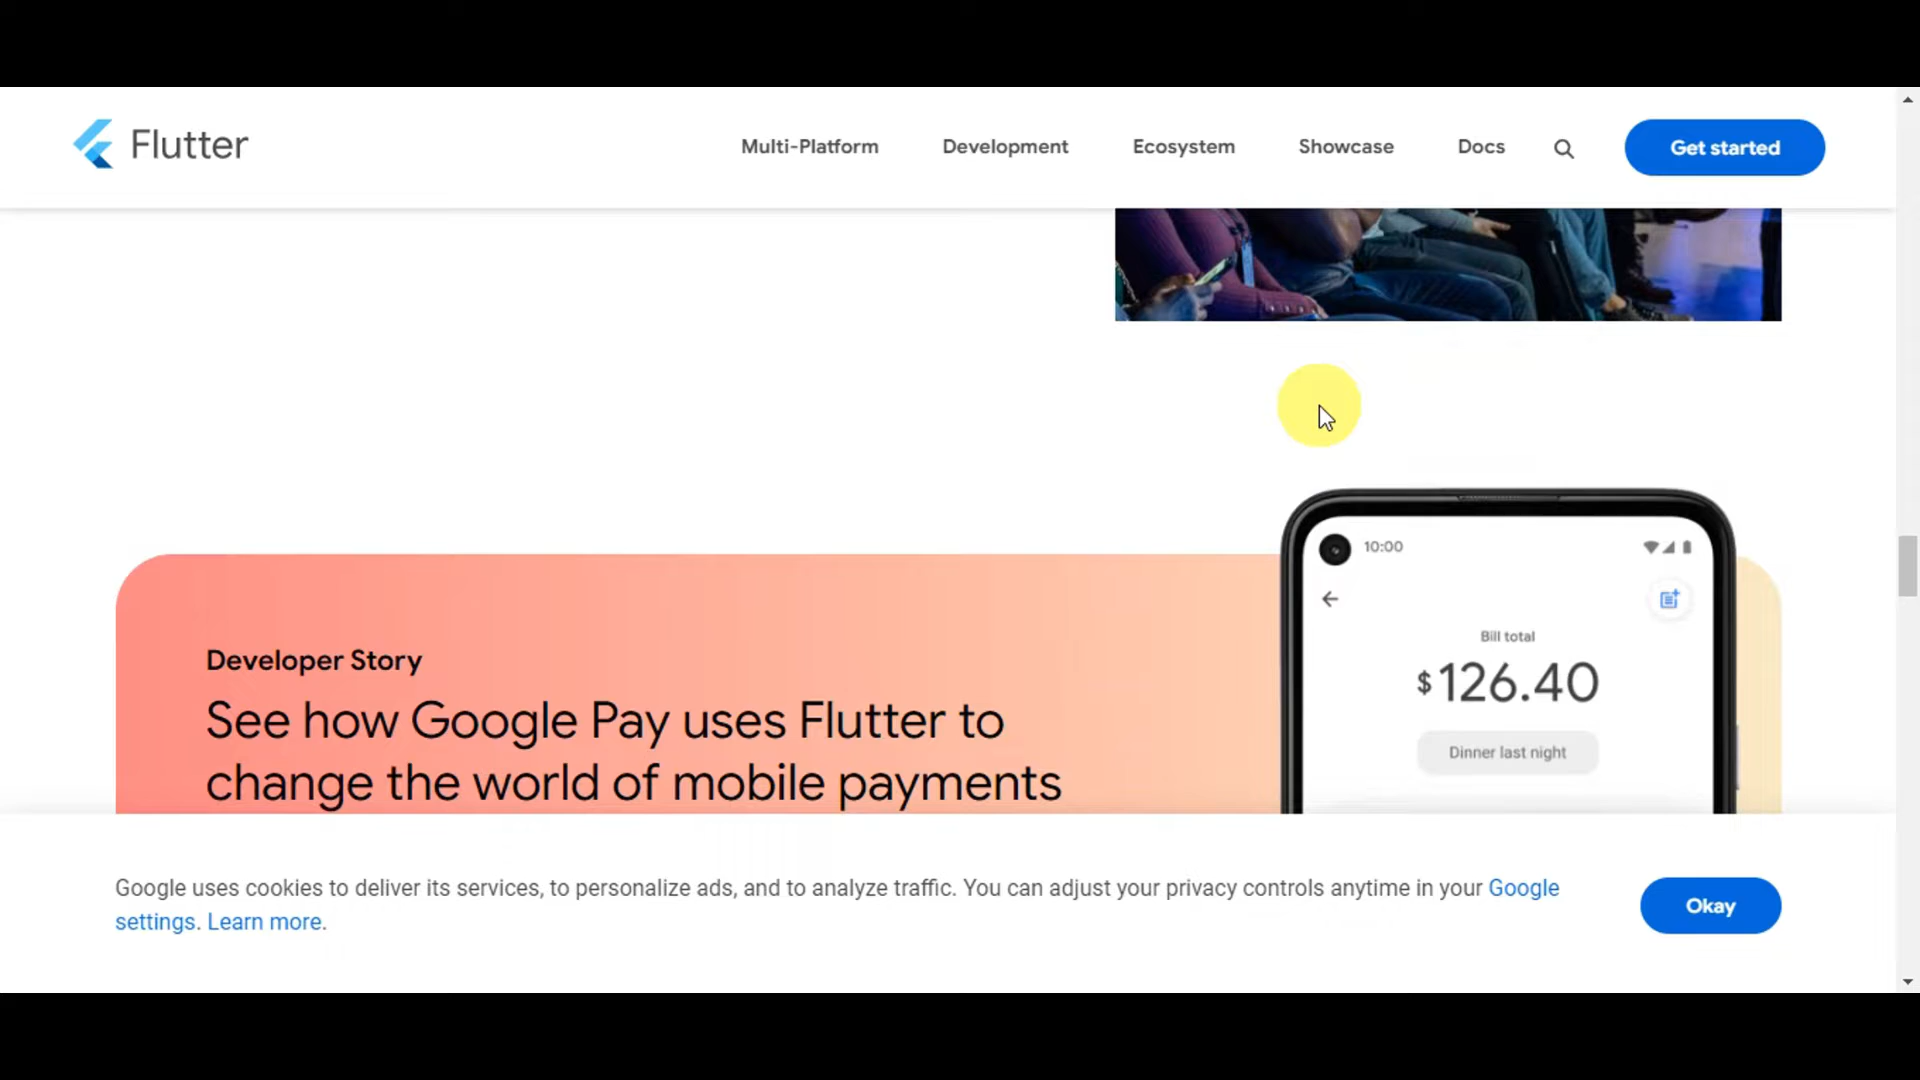 Flutter
Multi-Platform
Development
Ecosystem
Showcase
Docs
Get started
10:00
Bill total
$126.40
Dinner last night
Developer Story
See how Google Pay uses Flutter to
change the world of mobile payments
Google uses cookies to deliver its services, to personalize ads, and to analyze traffic. You can adjust your privacy controls anytime in your Google
settings. Learn more.
Okay